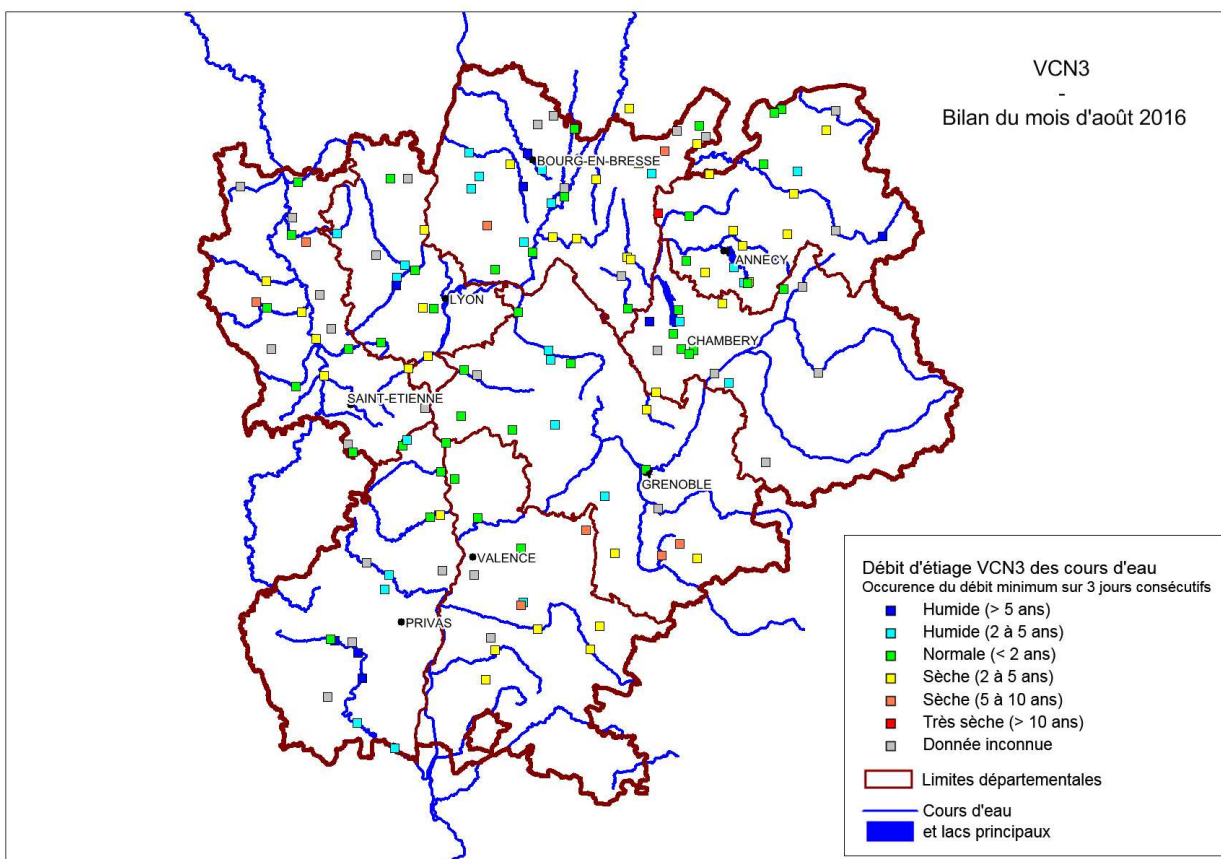 VCN3
-
Bilan du mois d'août 2016
BOURG-EN-BRESSE
ANNECY
LYON
CHAMBERY
SAINT-ETIENNE
GRENOBLE
VALENCE
PRIVAS
Débit d'étiage VCN3 des cours d'eau
Occurence du débit minimum sur 3 jours consécutifs
Humide (> 5 ans)
Humide (2 à 5 ans)
Normale (< 2 ans)
Sèche (2 à 5 ans)
Sèche (5 à 10 ans)
Très sèche (> 10 ans)
Donnée inconnue
Limites départementales
Cours d'eau
et lacs principaux